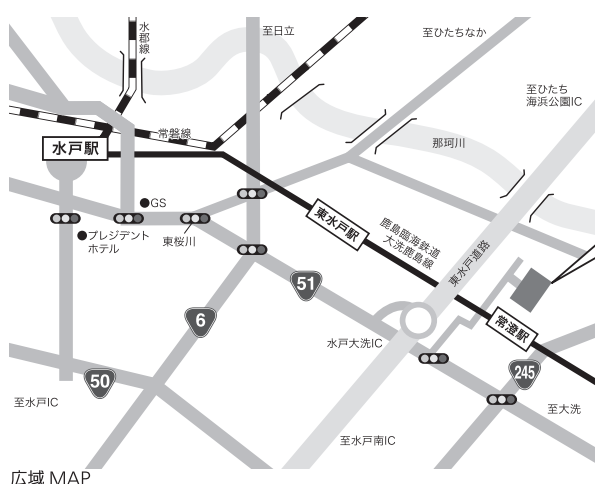 水郡線
至日立
至ひたちなか
至ひたち
海浜公園IC
常磐線
水戸駅
那珂川
GS
プレジデント
ホテル
東桜川
東水戸駅
鹿島臨海鉄道
大洗鹿島線
東水戸道路
51
6
常澄駅
水戸大洗IC
245
50
至水戸IC
至大洗
至水戸南IC
広域 MAP